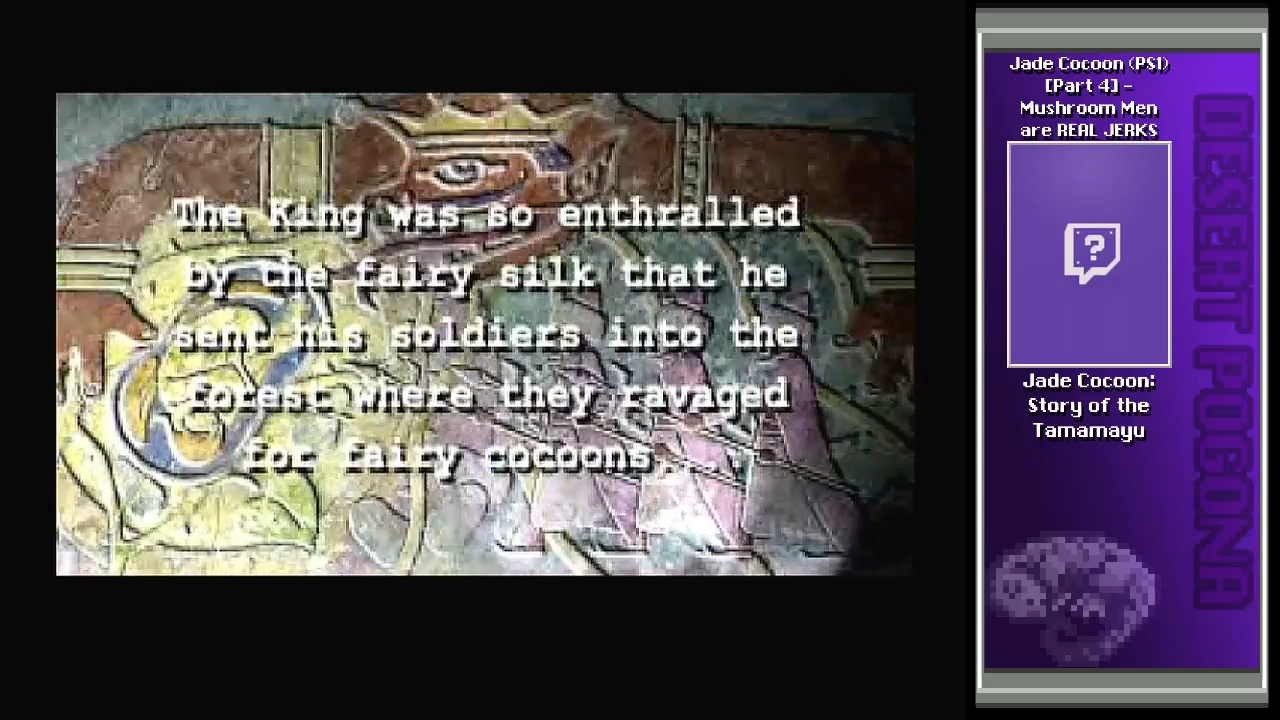 The King was so enthralled
by the fairy silk that he
sent his soldiers into the
forest where they ravaged
for fairy cocoons...
Jade Cocoon (PS1)
[Part 4] -
Mushroom Men
are REAL JERKS
?
Jade Cocoon:
Story of the
Tamamayu
DESERT POCONA